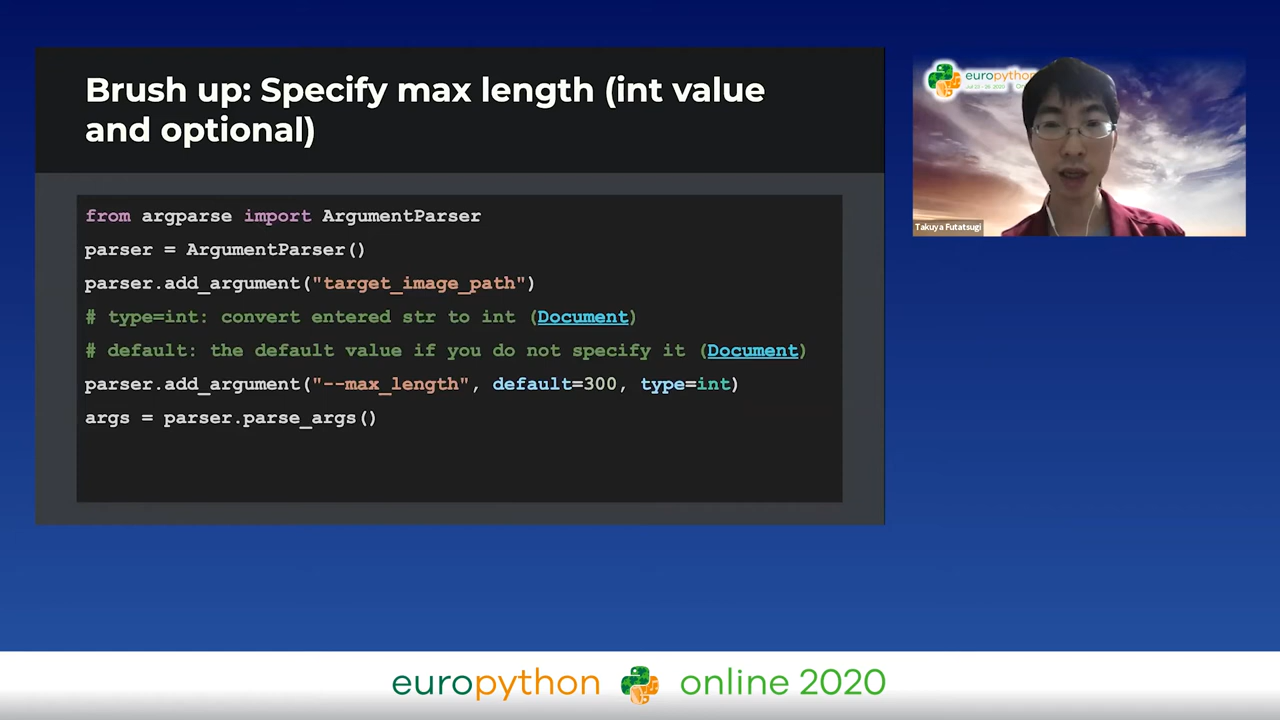 Brush up: Specify max length (int value
and optional)
from argparse import ArgumentParser
parser = ArgumentParser()
parser.add_argument("target_image_path")
# type=int: convert entered str to int (Document)
# default: the default value if you do not specify it (Document)
parser.add_argument("--max_length", default=300, type=int)
args = parser.parse_args()
europython
Takuya Futatsugi
europython online 2020